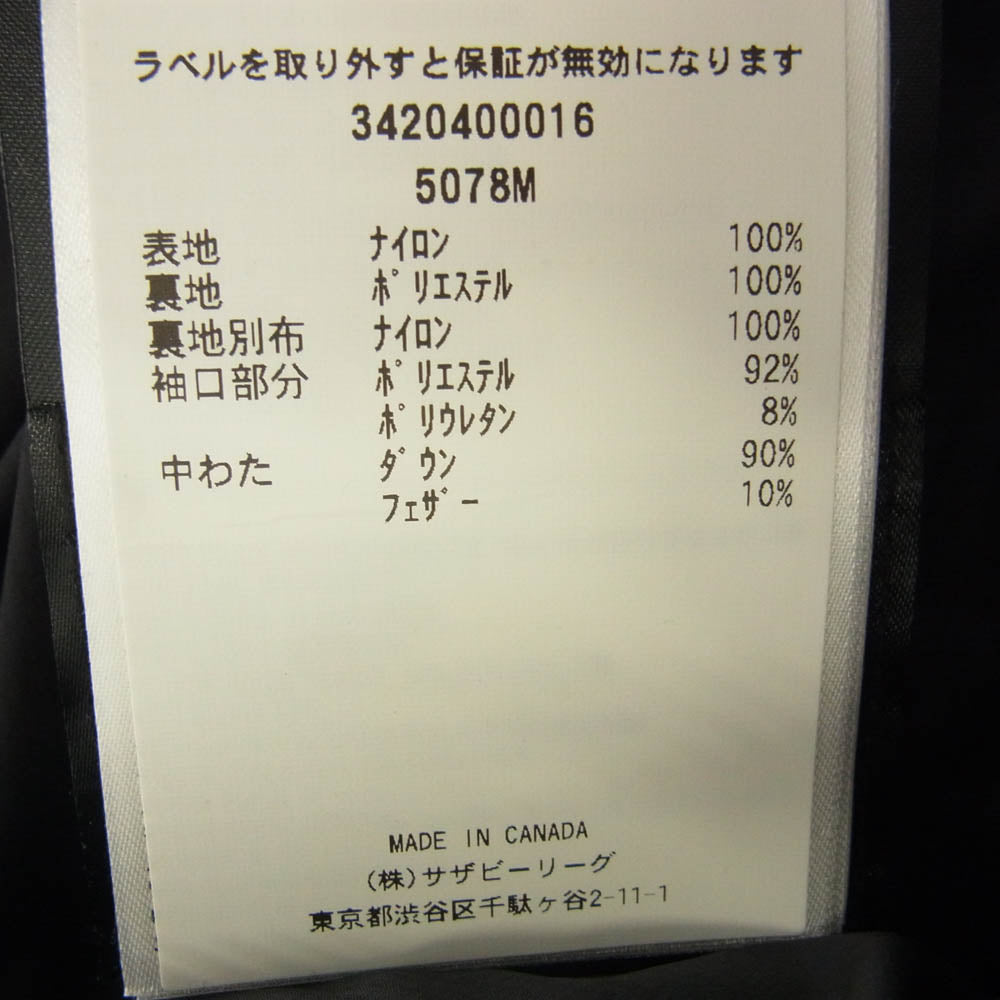 ラベルを取り外すと保証が無効になります
3420400016
5078M
表地 ナイロン 100%
裏地 ポリエステル 100%
裏地別布 ナイロン 100%
袖口部分 ポリエステル 92%
ポリウレタン 8%
中わた ダウン 90%
フェザー 10%
MADE IN CANADA
(株)サザビーリーグ
東京都渋谷区千駄ヶ谷2-11-1